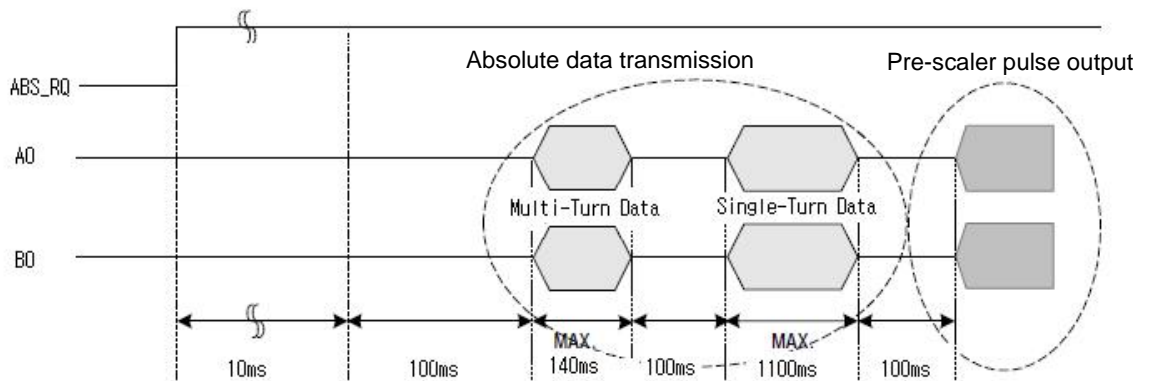 Absolute data transmission
Pre-scaler pulse output
ABS_RQ
AO
Multi-Turn Data
Single-Turn Data
BO
MAX.
MAX.
10ms
100ms
140ms
100ms
1100ms
100ms